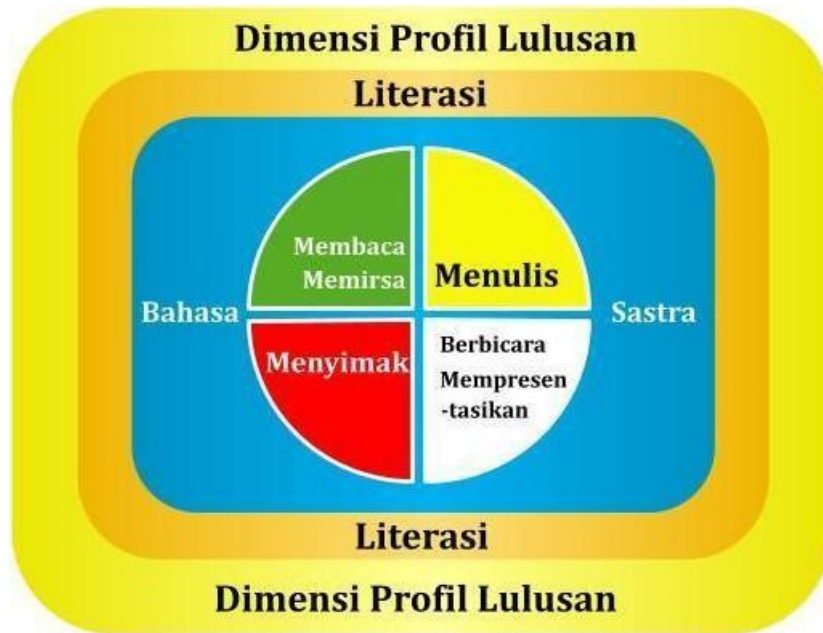 Dimensi Profil Lulusan
Literasi
Membaca
Memirsa
Menulis
Bahasa
Sastra
Menyimak
Berbicara
Mempresen
-tasikan
Literasi
Dimensi Profil Lulusan